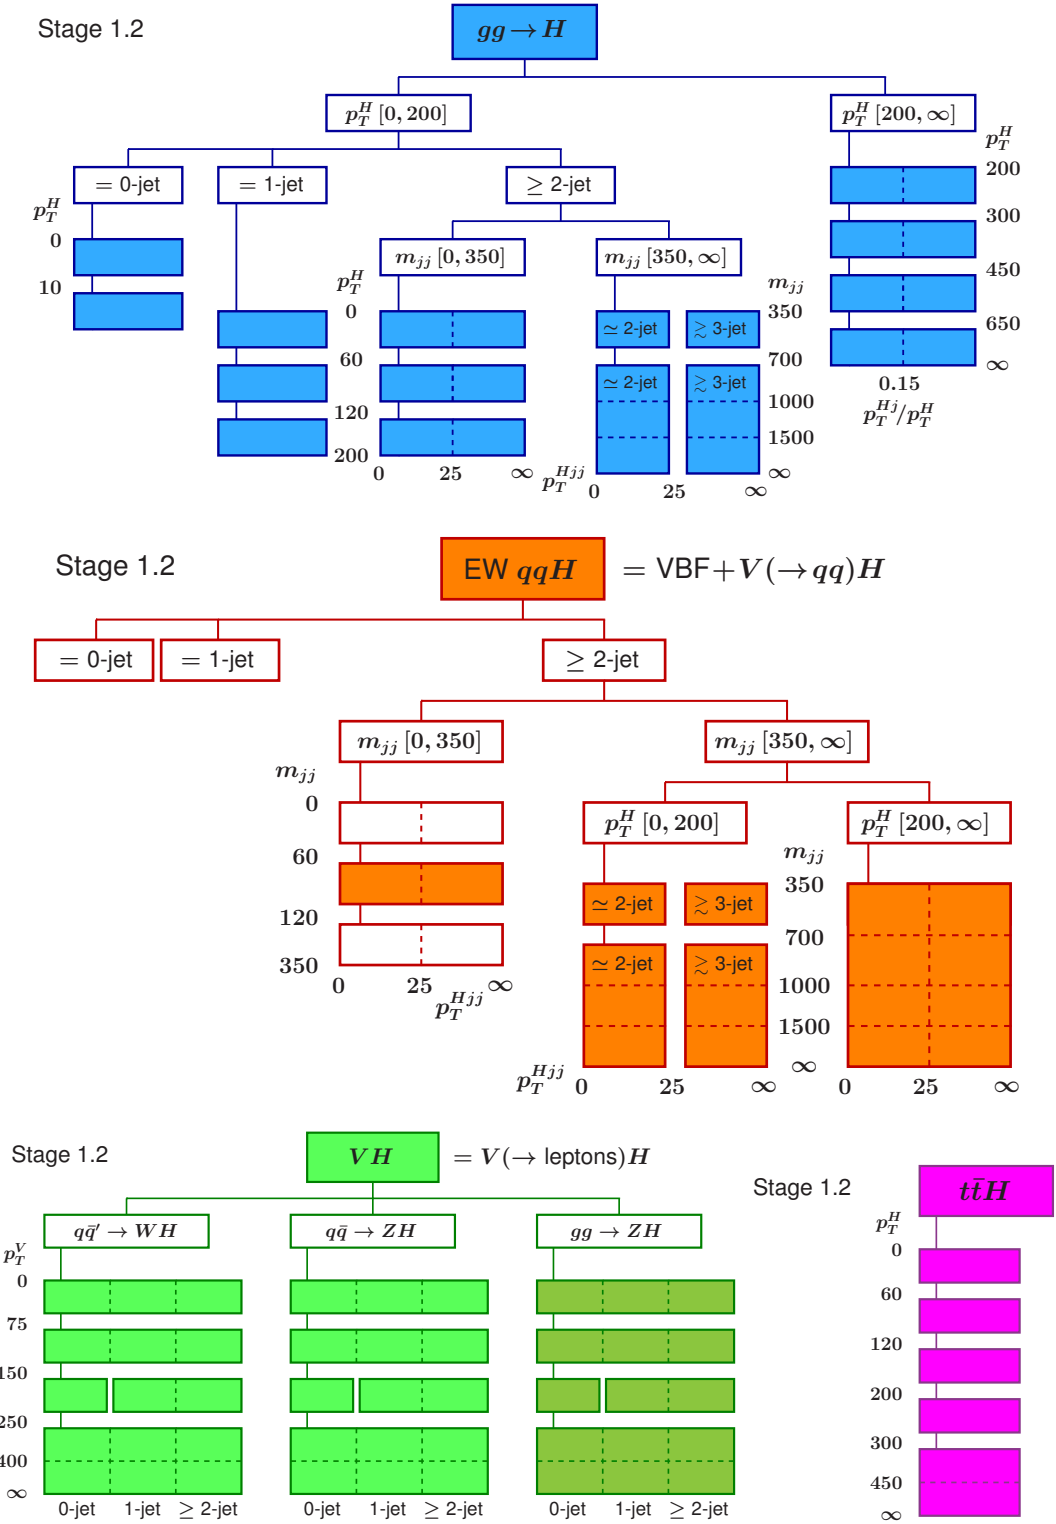 Stage 1.2
gg → H
p_T^H [0, 200]
p_T^H [200, ∞]
= 0-jet
= 1-jet
≥ 2-jet
p_T^H
0
10
m_jj [0, 350]
m_jj [350, ∞]
p_T^H
0
60
120
200
0 25 ∞
m_jj
350
700
1000
1500
∞
≃ 2-jet
≳ 3-jet
≃ 2-jet
≳ 3-jet
p_T^Hjj
0 25 ∞
p_T^H
200
300
450
650
∞
0.15
p_T^Hj/p_T^H
Stage 1.2
EW qqH = VBF+V(→qq)H
= 0-jet
= 1-jet
≥ 2-jet
m_jj [0, 350]
m_jj [350, ∞]
m_jj
0
60
120
350
0 25 ∞
p_T^Hjj
p_T^H [0, 200]
p_T^H [200, ∞]
≃ 2-jet
≳ 3-jet
≃ 2-jet
≳ 3-jet
m_jj
350
700
1000
1500
∞
p_T^Hjj
0 25 ∞
0 25 ∞
Stage 1.2
VH = V(→ leptons)H
qq̄′ → WH
qq̄ → ZH
gg → ZH
p_T^V
0
75
150
250
400
∞
0-jet 1-jet ≥ 2-jet
0-jet 1-jet ≥ 2-jet
0-jet 1-jet ≥ 2-jet
Stage 1.2
tt̄H
p_T^H
0
60
120
200
300
450
∞